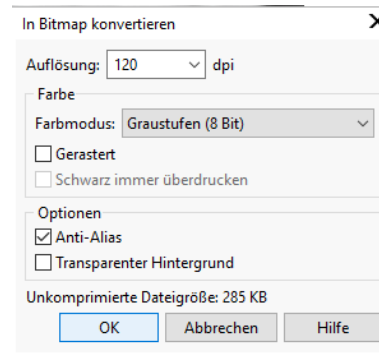 In Bitmap konvertieren
Auflösung: 120 dpi
Farbe
Farbmodus: Graustufen (8 Bit)
Gerastert
Schwarz immer überdrucken
Optionen
Anti-Alias
Transparenter Hintergrund
Unkomprimierte Dateigröße: 285 KB
OK Abbrechen Hilfe